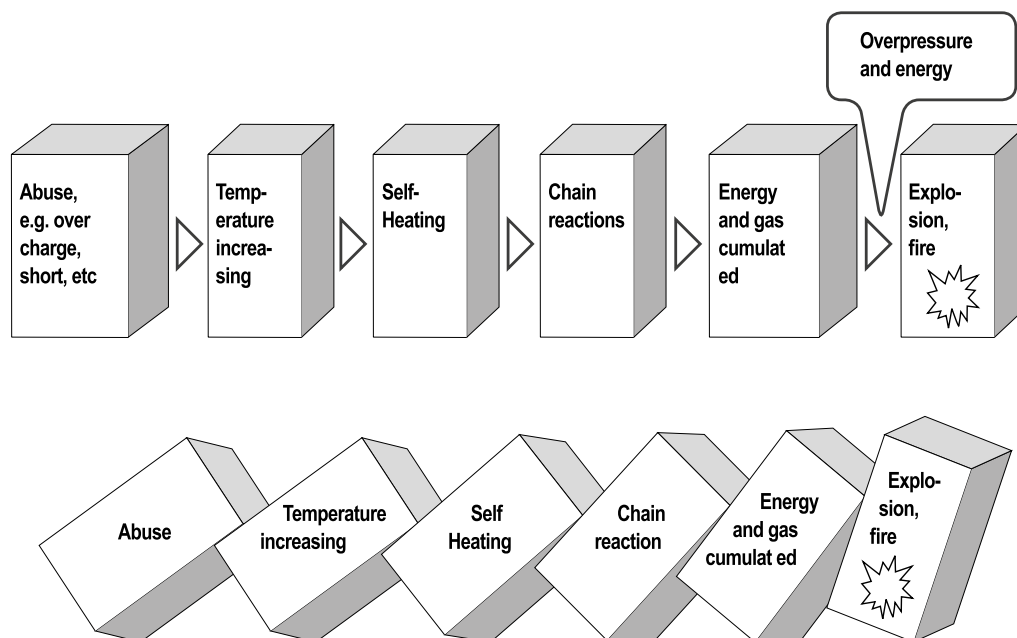 Overpressure
and energy
Abuse,
e.g. over
charge,
short, etc
Temp-
erature
increa-
sing
Self-
Heating
Chain
reactions
Energy
and gas
cumulat
ed
Explo-
sion,
fire
Abuse
Temperature
increasing
Self
Heating
Chain
reaction
Energy
and gas
cumulat ed
Explo-
sion,
fire